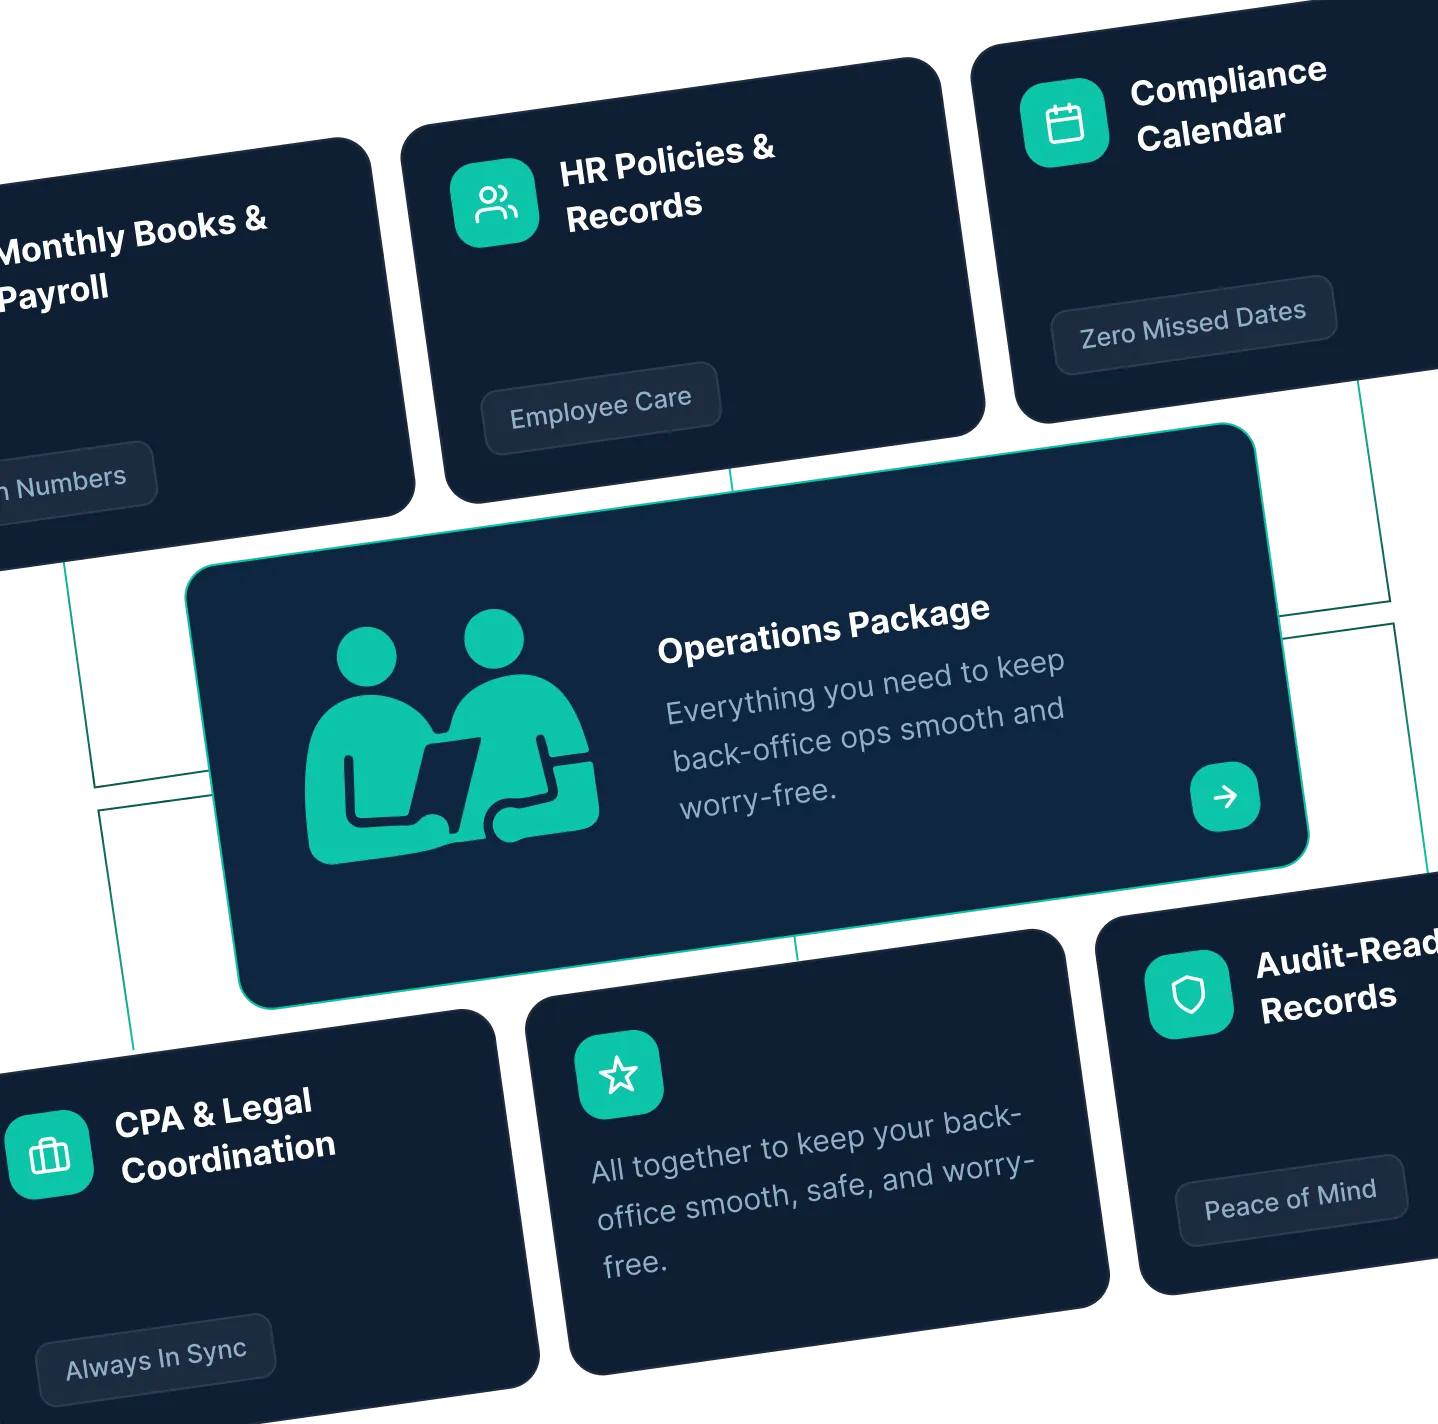 Monthly Books &
Payroll
Numbers
HR Policies &
Records
Employee Care
Compliance
Calendar
Zero Missed Dates
Operations Package
Everything you need to keep
back-office ops smooth and
worry-free.
CPA & Legal
Coordination
Always In Sync
All together to keep your back-
office smooth, safe, and worry-
free.
Audit-Read
Records
Peace of Mind